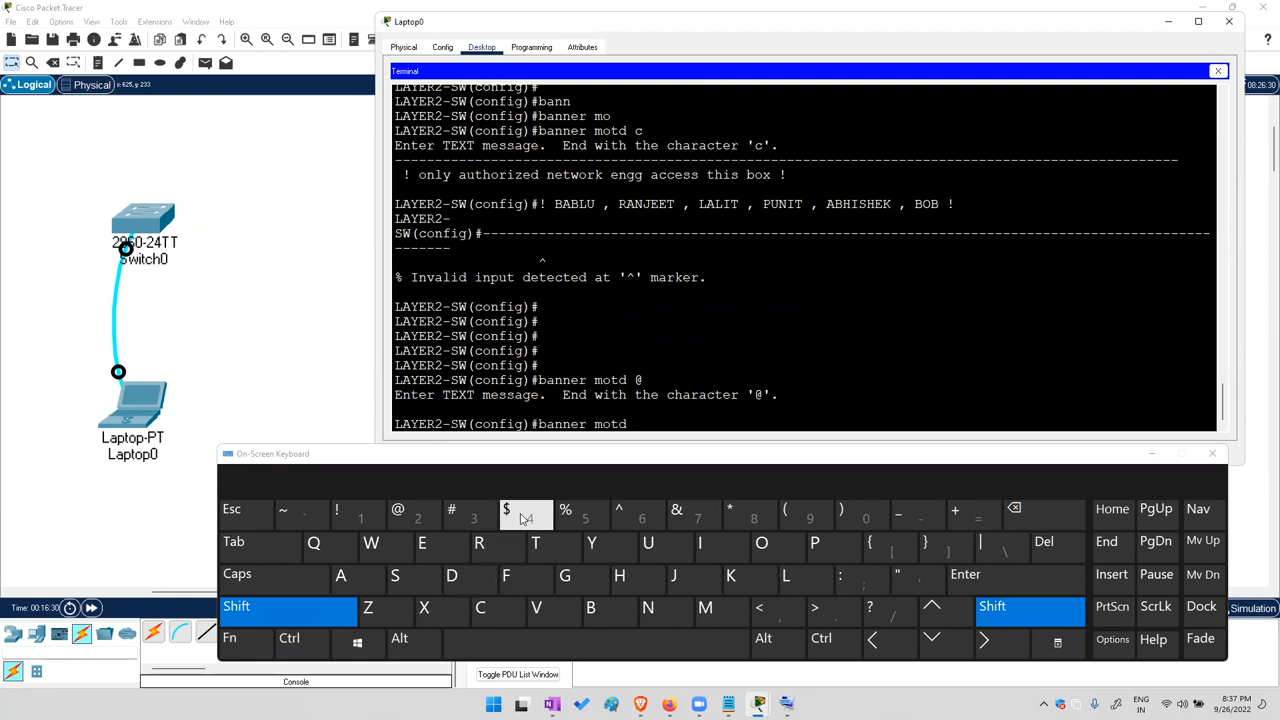 Cisco Packet Tracer
File Edit Options View Tools Extensions Window Help
Logical Physical x: 625, y: 233
08:26:30
2960-24TT
Switch0
Laptop-PT
Laptop0
Laptop0
Physical Config Desktop Programming Attributes
Terminal X
LAYER2-SW(config)#
LAYER2-SW(config)#bann
LAYER2-SW(config)#banner mo
LAYER2-SW(config)#banner motd c
Enter TEXT message.  End with the character 'c'.
--------------------------------------------------------------------------------------------------
! only authorized network engg access this box !
LAYER2-SW(config)#! BABLU , RANJEET , LALIT , PUNIT , ABHISHEK , BOB !
LAYER2-
SW(config)#-------------------------------------------------------------------------------------------
-------
^
% Invalid input detected at '^' marker.
LAYER2-SW(config)#
LAYER2-SW(config)#
LAYER2-SW(config)#
LAYER2-SW(config)#
LAYER2-SW(config)#
LAYER2-SW(config)#banner motd @
Enter TEXT message.  End with the character '@'.
LAYER2-SW(config)#banner motd
On-Screen Keyboard
Esc ~ ` ! 1 @ 2 # 3 $ 4 % 5 ^ 6 & 7 * 8 ( 9 ) 0 _ - + = Home PgUp Nav
Tab Q W E R T Y U I O P { [ } ] | \ Del End PgDn Mv Up
Caps A S D F G H J K L : ; " ' Enter Insert Pause Mv Dn
Shift Z X C V B N M < , > . ? / Shift PrtScn ScrLk Dock
Fn Ctrl Alt Alt Ctrl Options Help Fade
Time: 00:16:30
Simulation
Console
Toggle PDU List Window
ENG
IN
8:37 PM
9/26/2022